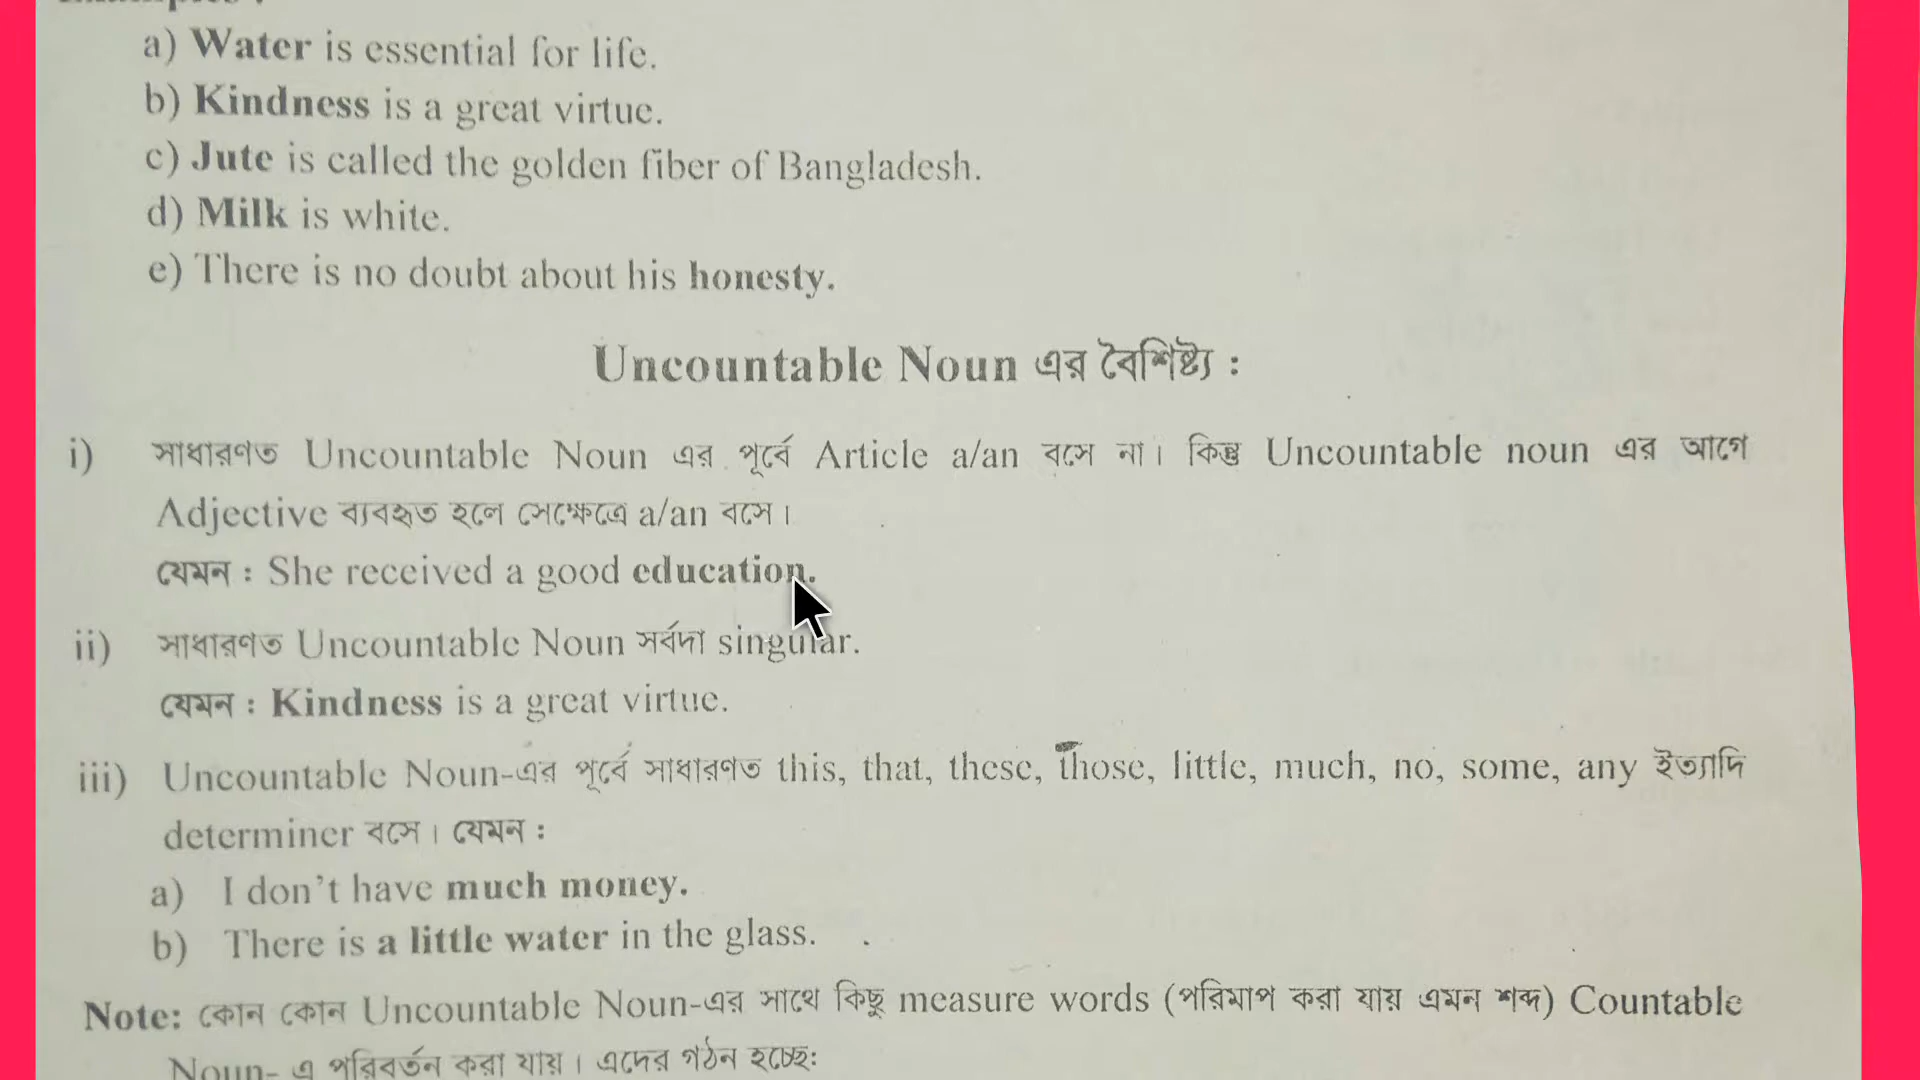 a) Water is essential for life.
b) Kindness is a great virtue.
c) Jute is called the golden fiber of Bangladesh.
d) Milk is white.
e) There is no doubt about his honesty.
Uncountable Noun এর বৈশিষ্ট্য :
i) সাধারণত Uncountable Noun এর পূর্বে Article a/an বসে না। কিন্তু Uncountable noun এর আগে
Adjective ব্যবহৃত হলে সেক্ষেত্রে a/an বসে।
যেমন : She received a good education.
ii) সাধারণত Uncountable Noun সর্বদা singular.
যেমন : Kindness is a great virtue.
iii) Uncountable Noun-এর পূর্বে সাধারণত this, that, these, those, little, much, no, some, any ইত্যাদি
determiner বসে। যেমন :
a) I don't have much money.
b) There is a little water in the glass.
Note: কোন কোন Uncountable Noun-এর সাথে কিছু measure words (পরিমাপ করা যায় এমন শব্দ) Countable
Noun- এ পরিবর্তন করা যায়। এদের গঠন হচ্ছে: